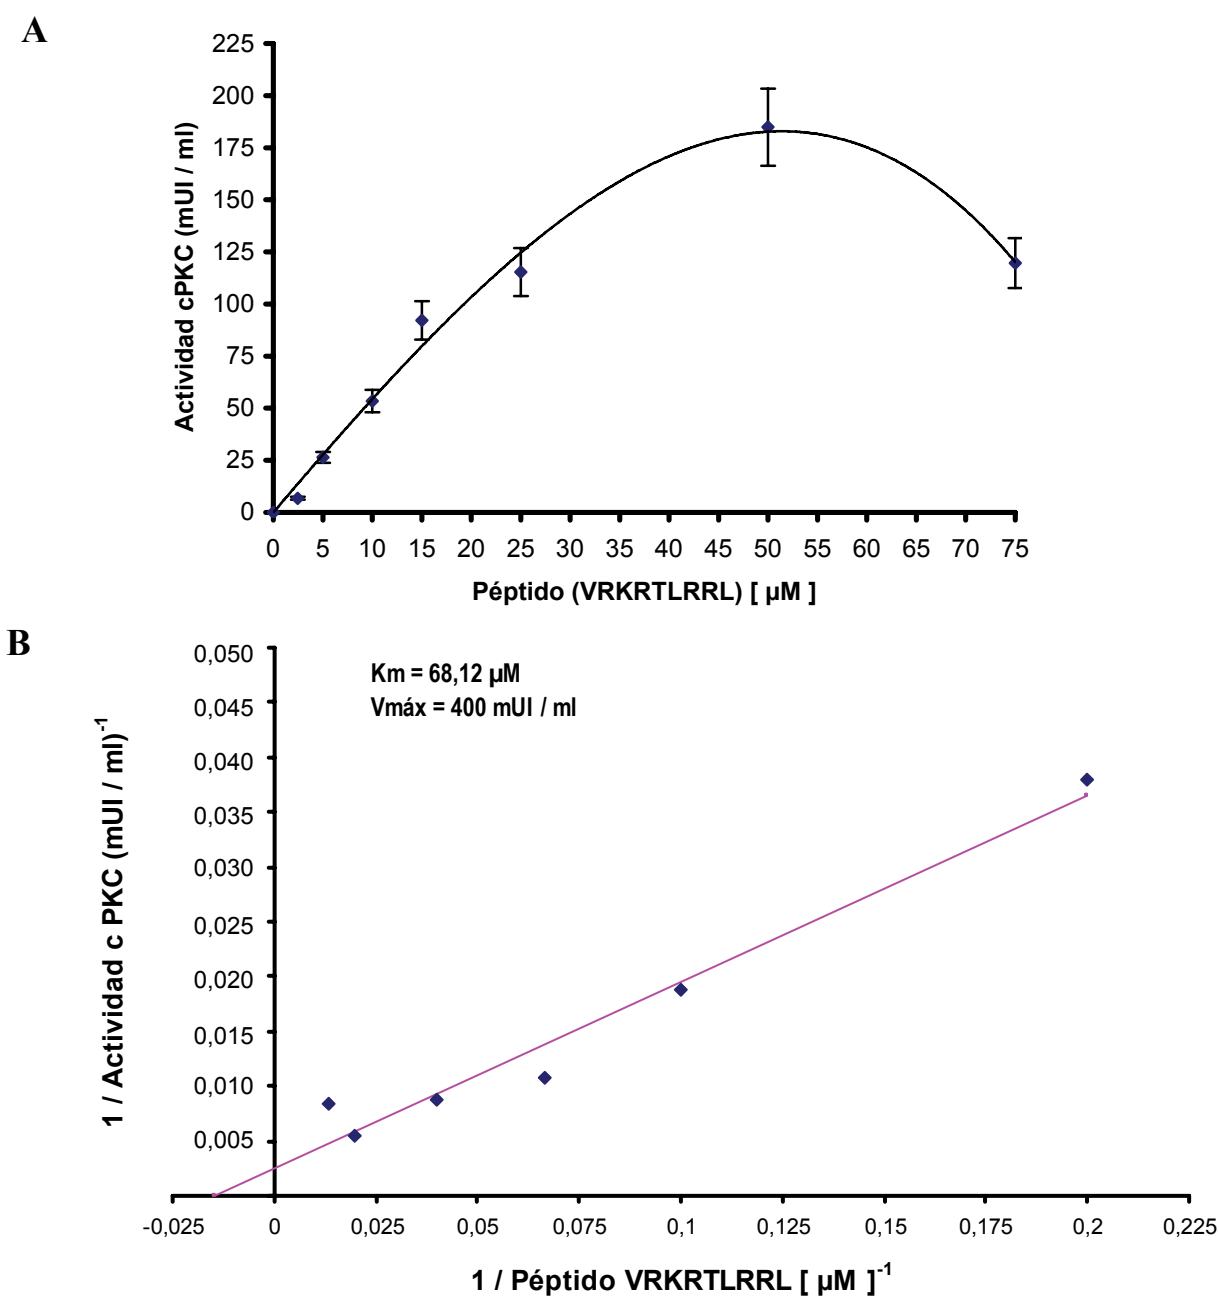 A
225
200
175
150
125
100
75
50
25
0
Actividad cPKC (mUI / ml)
0 5 10 15 20 25 30 35 40 45 50 55 60 65 70 75
Péptido (VRKRTLRRL) [ µM ]
B
Km = 68,12 µM
Vmáx = 400 mUI / ml
0,050
0,045
0,040
0,035
0,030
0,025
0,020
0,015
0,010
0,005
1 / Actividad c PKC (mUI / ml)⁻¹
-0,025 0 0,025 0,05 0,075 0,1 0,125 0,15 0,175 0,2 0,225
1 / Péptido VRKRTLRRL [ µM ]⁻¹